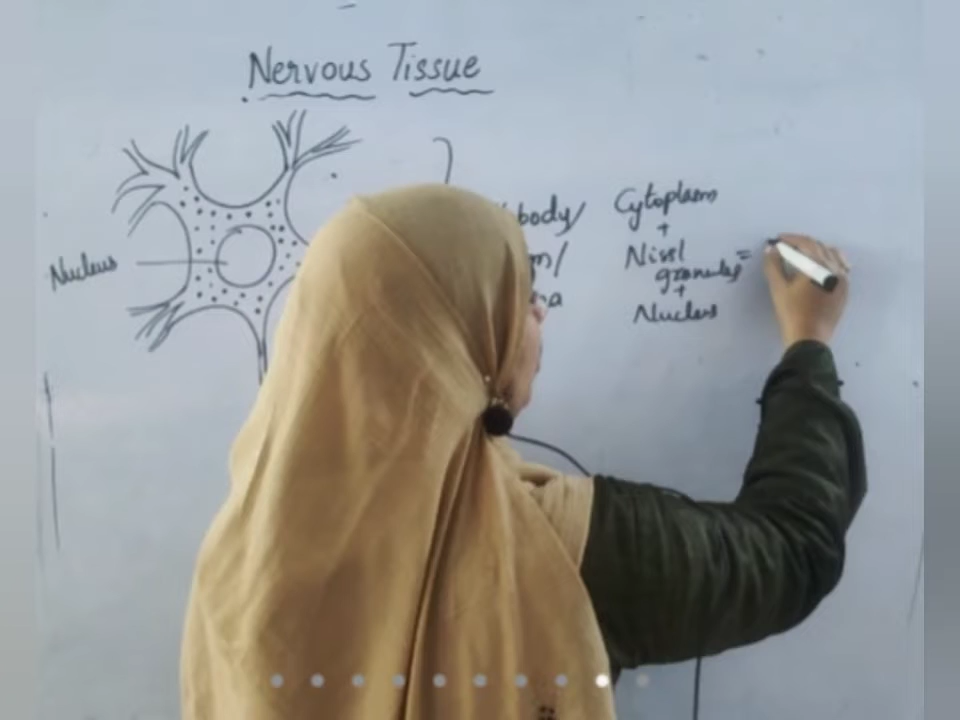 Nervous Tissue
Nucleus
body/
Cytoplasm
+
Nissl
granules =
+
Nucleus